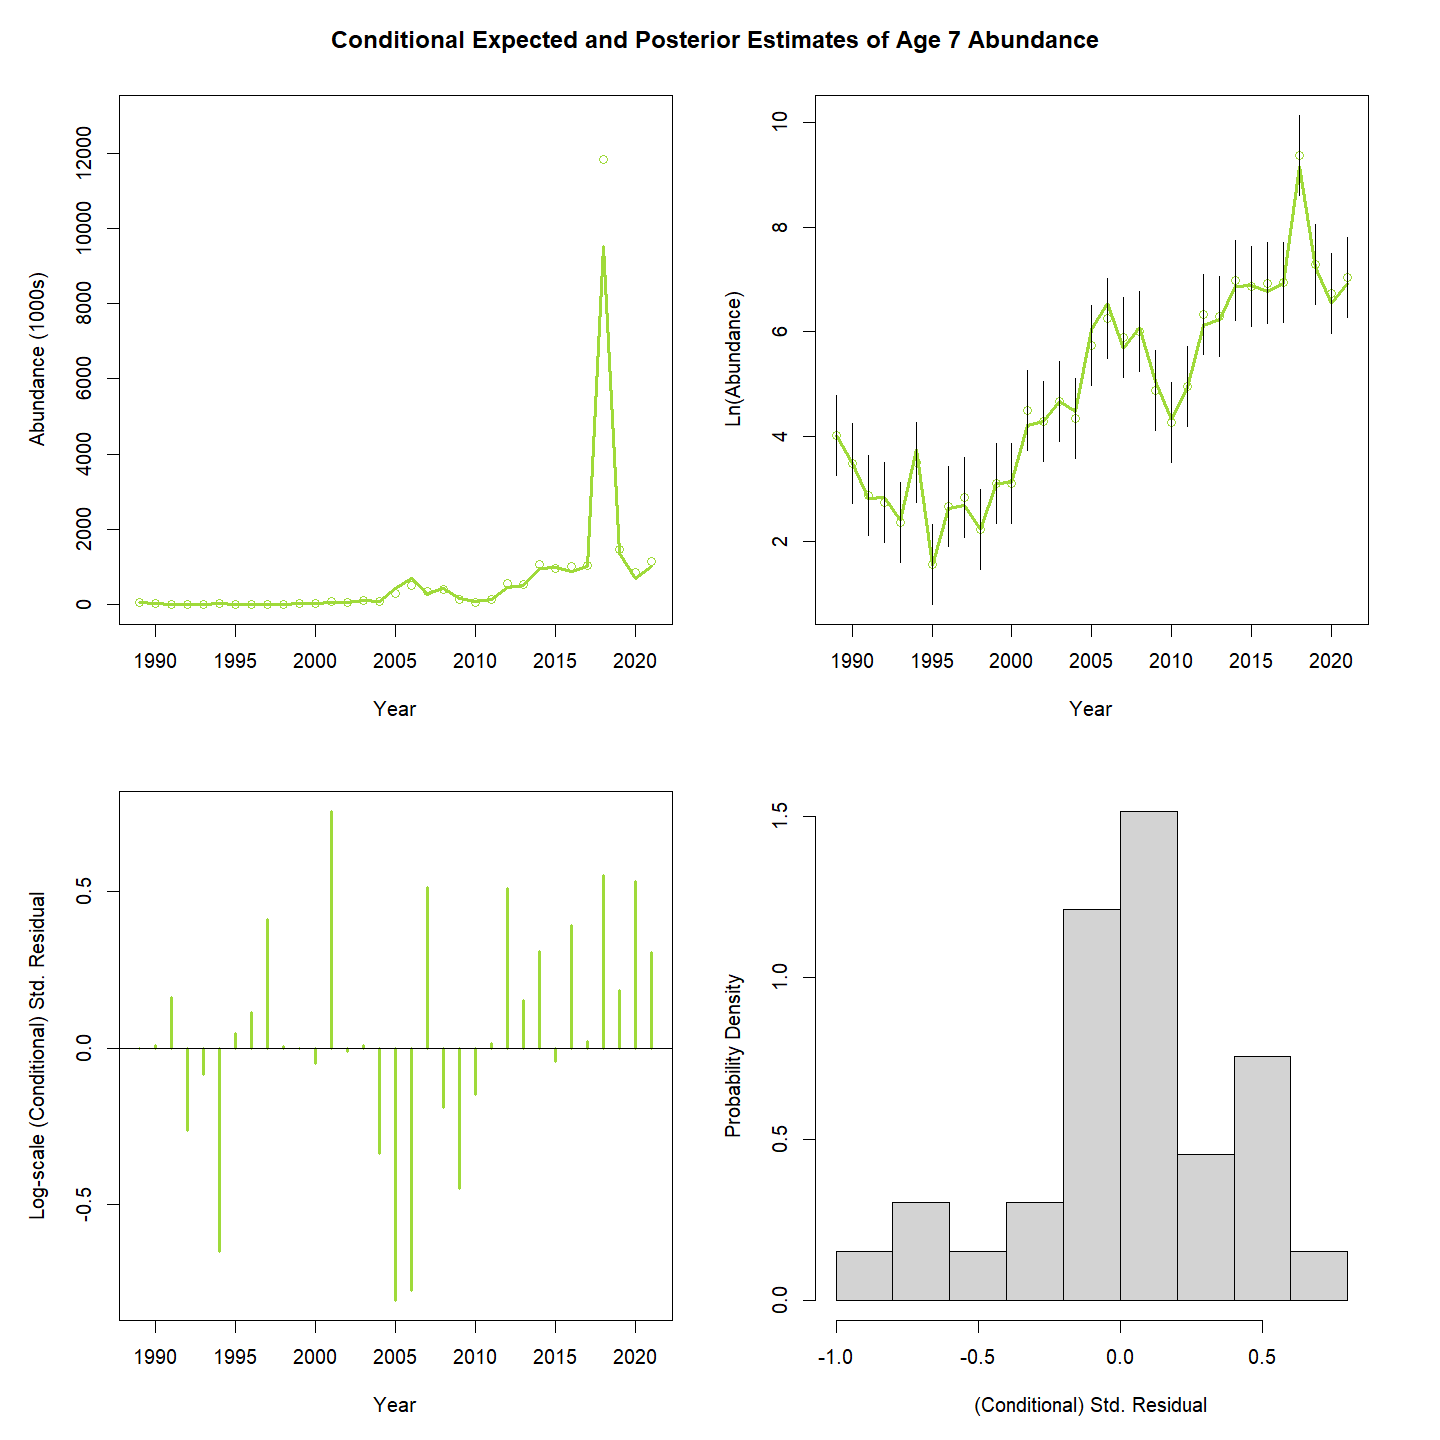 Conditional Expected and Posterior Estimates of Age 7 Abundance
Abundance (1000s)
0 2000 4000 6000 8000 10000 12000
1990 1995 2000 2005 2010 2015 2020
Year
Ln(Abundance)
2 4 6 8 10
1990 1995 2000 2005 2010 2015 2020
Year
Log-scale (Conditional) Std. Residual
-0.5 0.0 0.5
1990 1995 2000 2005 2010 2015 2020
Year
Probability Density
0.0 0.5 1.0 1.5
-1.0 -0.5 0.0 0.5
(Conditional) Std. Residual